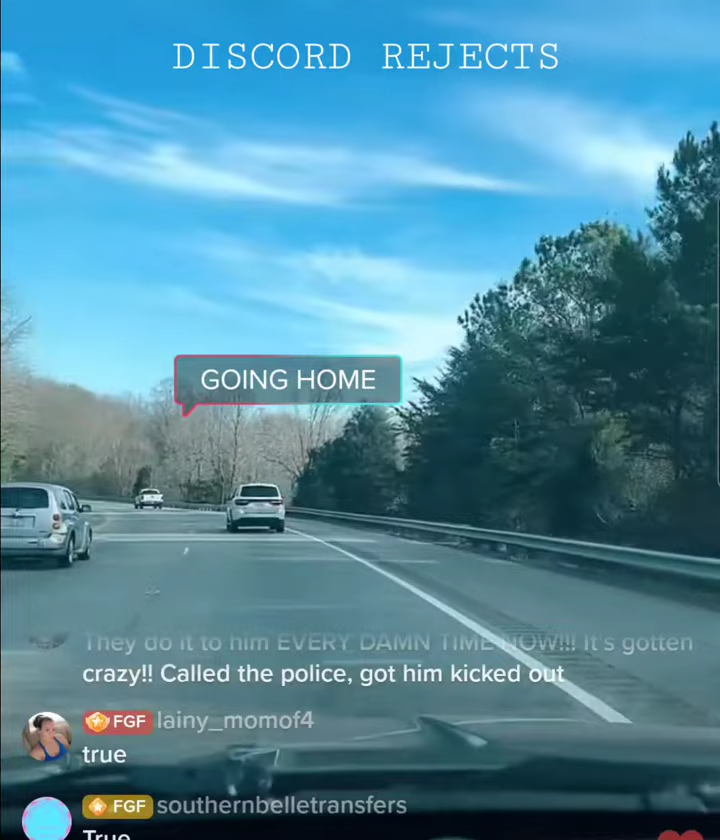 DISCORD REJECTS
GOING HOME
They do it to him EVERY DAMN TIME NOW!!! It's gotten
crazy!! Called the police, got him kicked out
FGF lainy_momof4
true
FGF southernbelletransfers
True